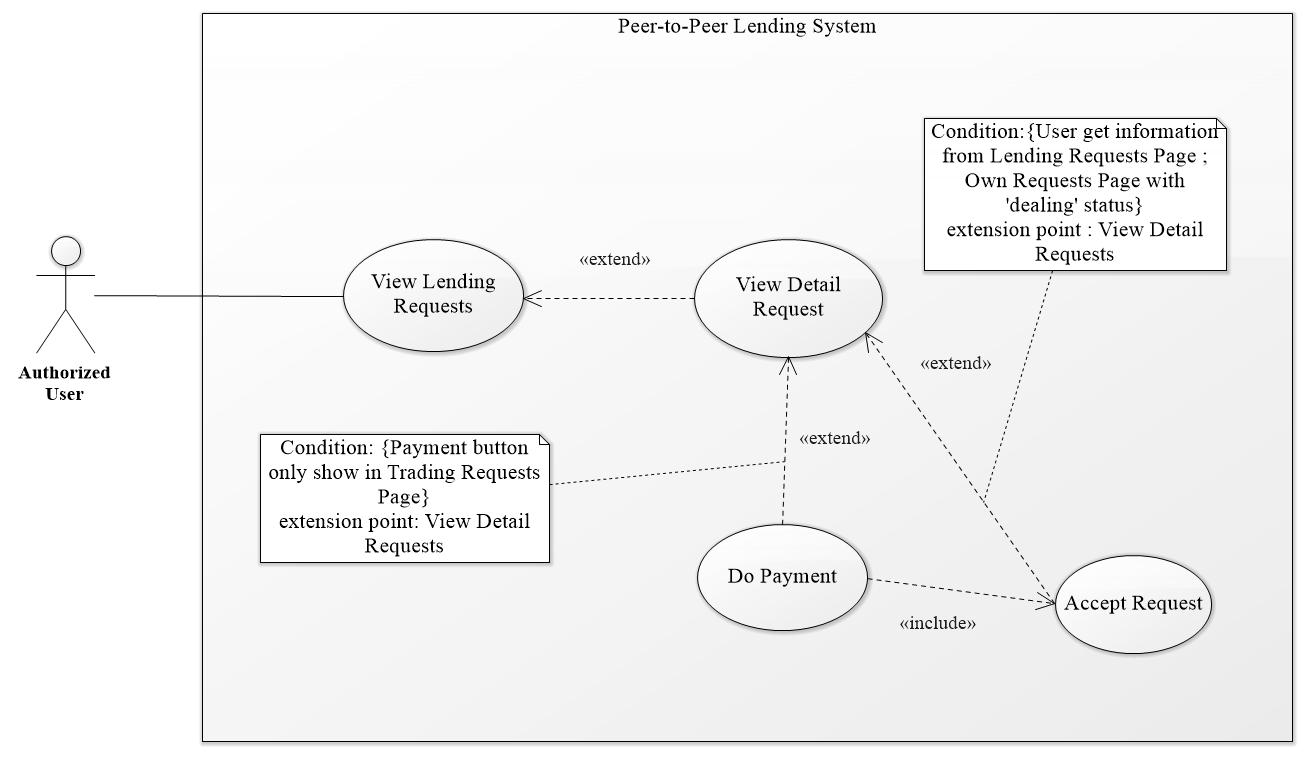 Peer-to-Peer Lending System
Condition:{User get information
from Lending Requests Page ;
Own Requests Page with
'dealing' status}
extension point : View Detail
Requests
View Lending
Requests
«extend»
View Detail
Request
Authorized
User
«extend»
Condition: {Payment button
only show in Trading Requests
Page}
extension point: View Detail
Requests
«extend»
Do Payment
Accept Request
«include»